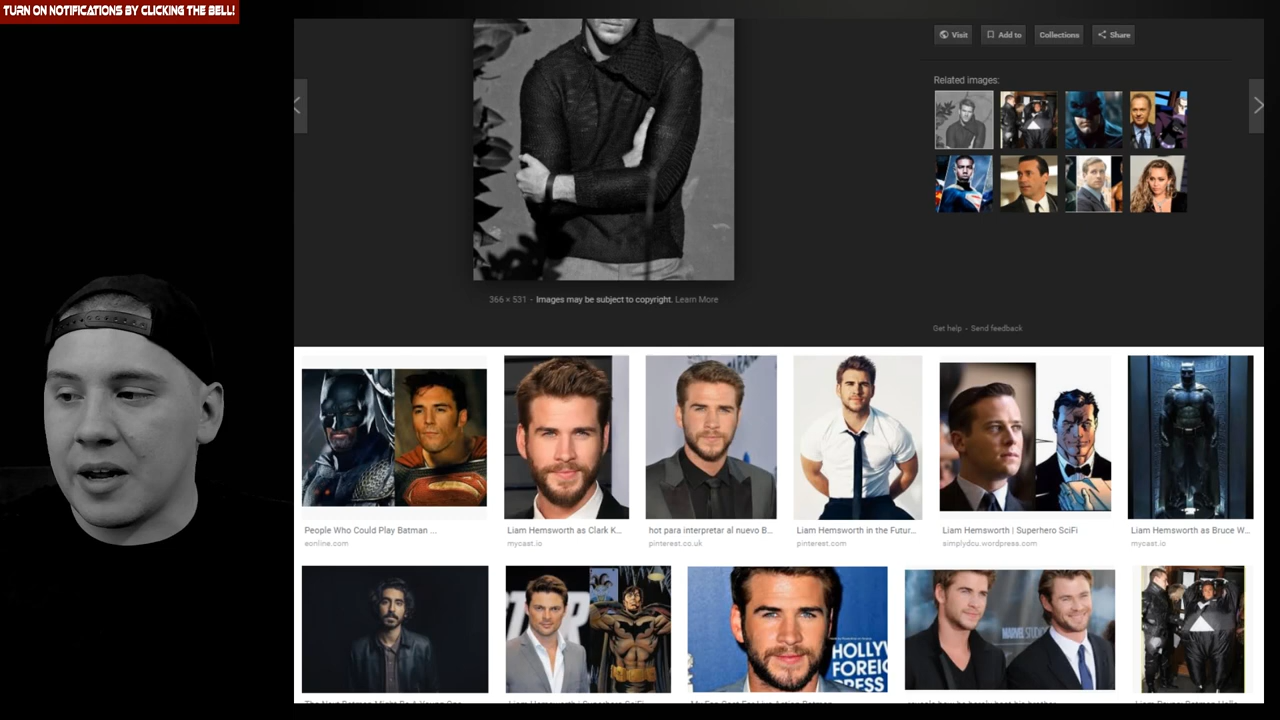 TURN ON NOTIFICATIONS BY CLICKING THE BELL!
Visit
Add to
Collections
Share
Related images:
366 × 531 - Images may be subject to copyright. Learn More
Get help - Send feedback
People Who Could Play Batman ...
eonline.com
Liam Hemsworth as Clark K...
mycast.io
hot para interpretar al nuevo B...
pinterest.co.uk
Liam Hemsworth in the Futur...
pinterest.com
Liam Hemsworth | Superhero SciFi
simplydcu.wordpress.com
Liam Hemsworth as Bruce W...
mycast.io
MARVEL STUDIO
HOLLYW
FOREIG
PRESS